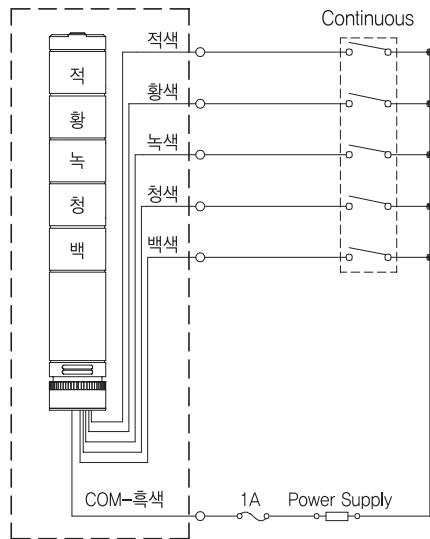 Continuous
적색
황색
녹색
청색
백색
적
황
녹
청
백
COM-흑색
1A
Power Supply